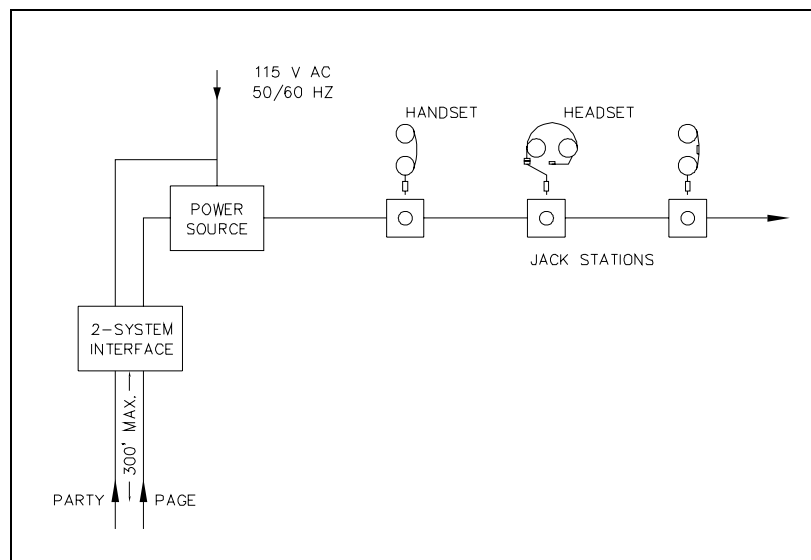 115 V AC
50/60 HZ
HANDSET
HEADSET
POWER
SOURCE
JACK STATIONS
2-SYSTEM
INTERFACE
300' MAX.
PARTY
PAGE